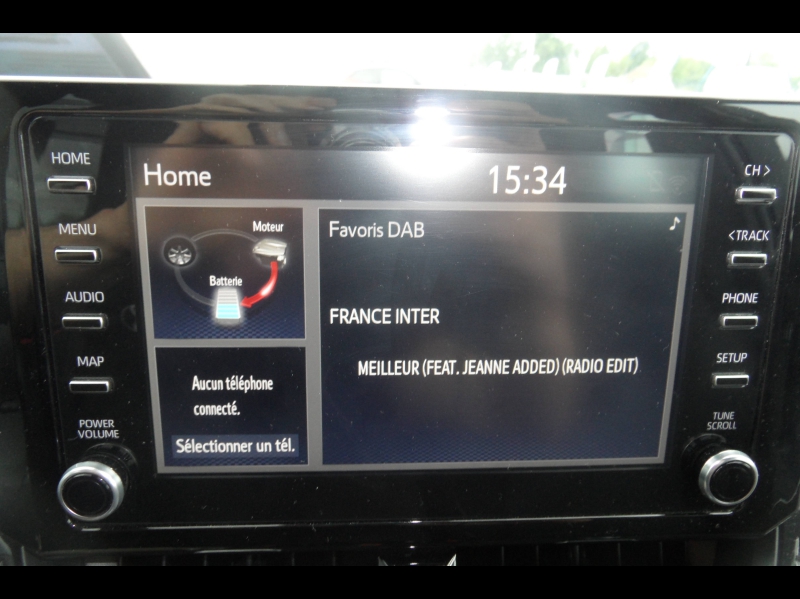 HOME
MENU
AUDIO
MAP
POWER
VOLUME
Home
15:34
Moteur
Batterie
Aucun téléphone
connecté.
Sélectionner un tél.
Favoris DAB
FRANCE INTER
MEILLEUR (FEAT. JEANNE ADDED) (RADIO EDIT)
CH >
<TRACK
PHONE
SETUP
TUNE
SCROLL